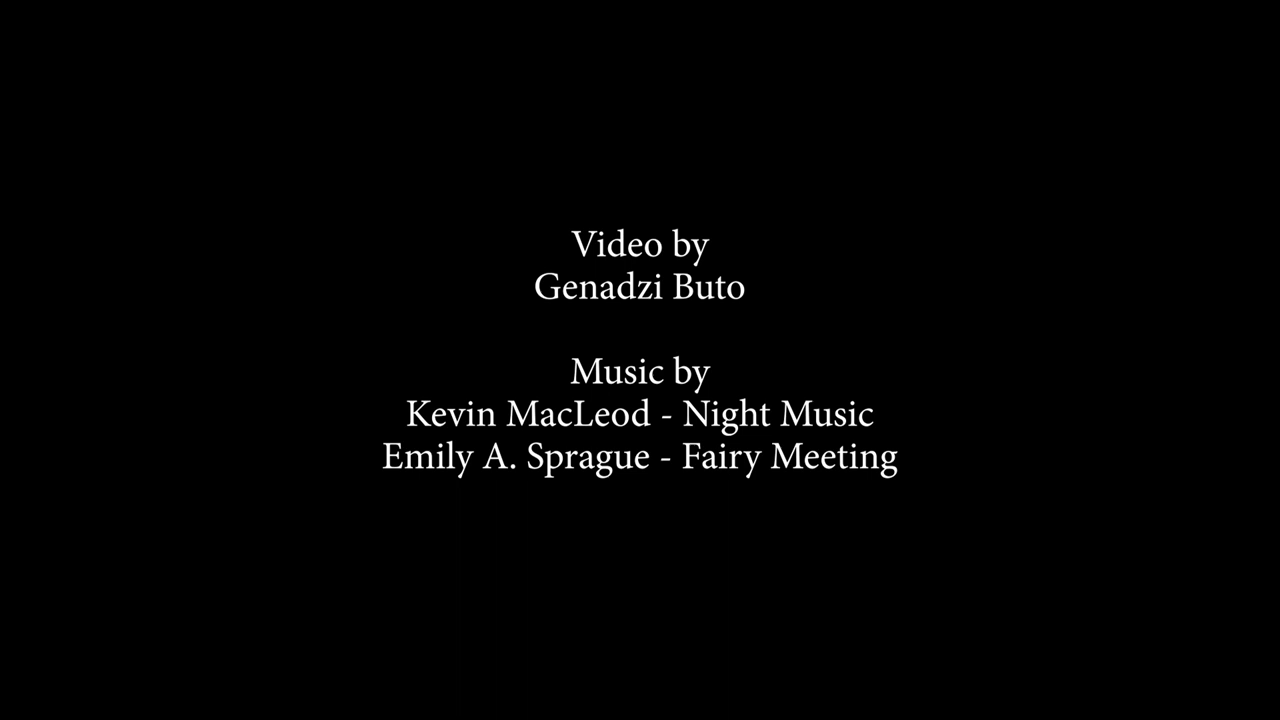 Video by
Genadzi Buto
Music by
Kevin MacLeod - Night Music
Emily A. Sprague - Fairy Meeting